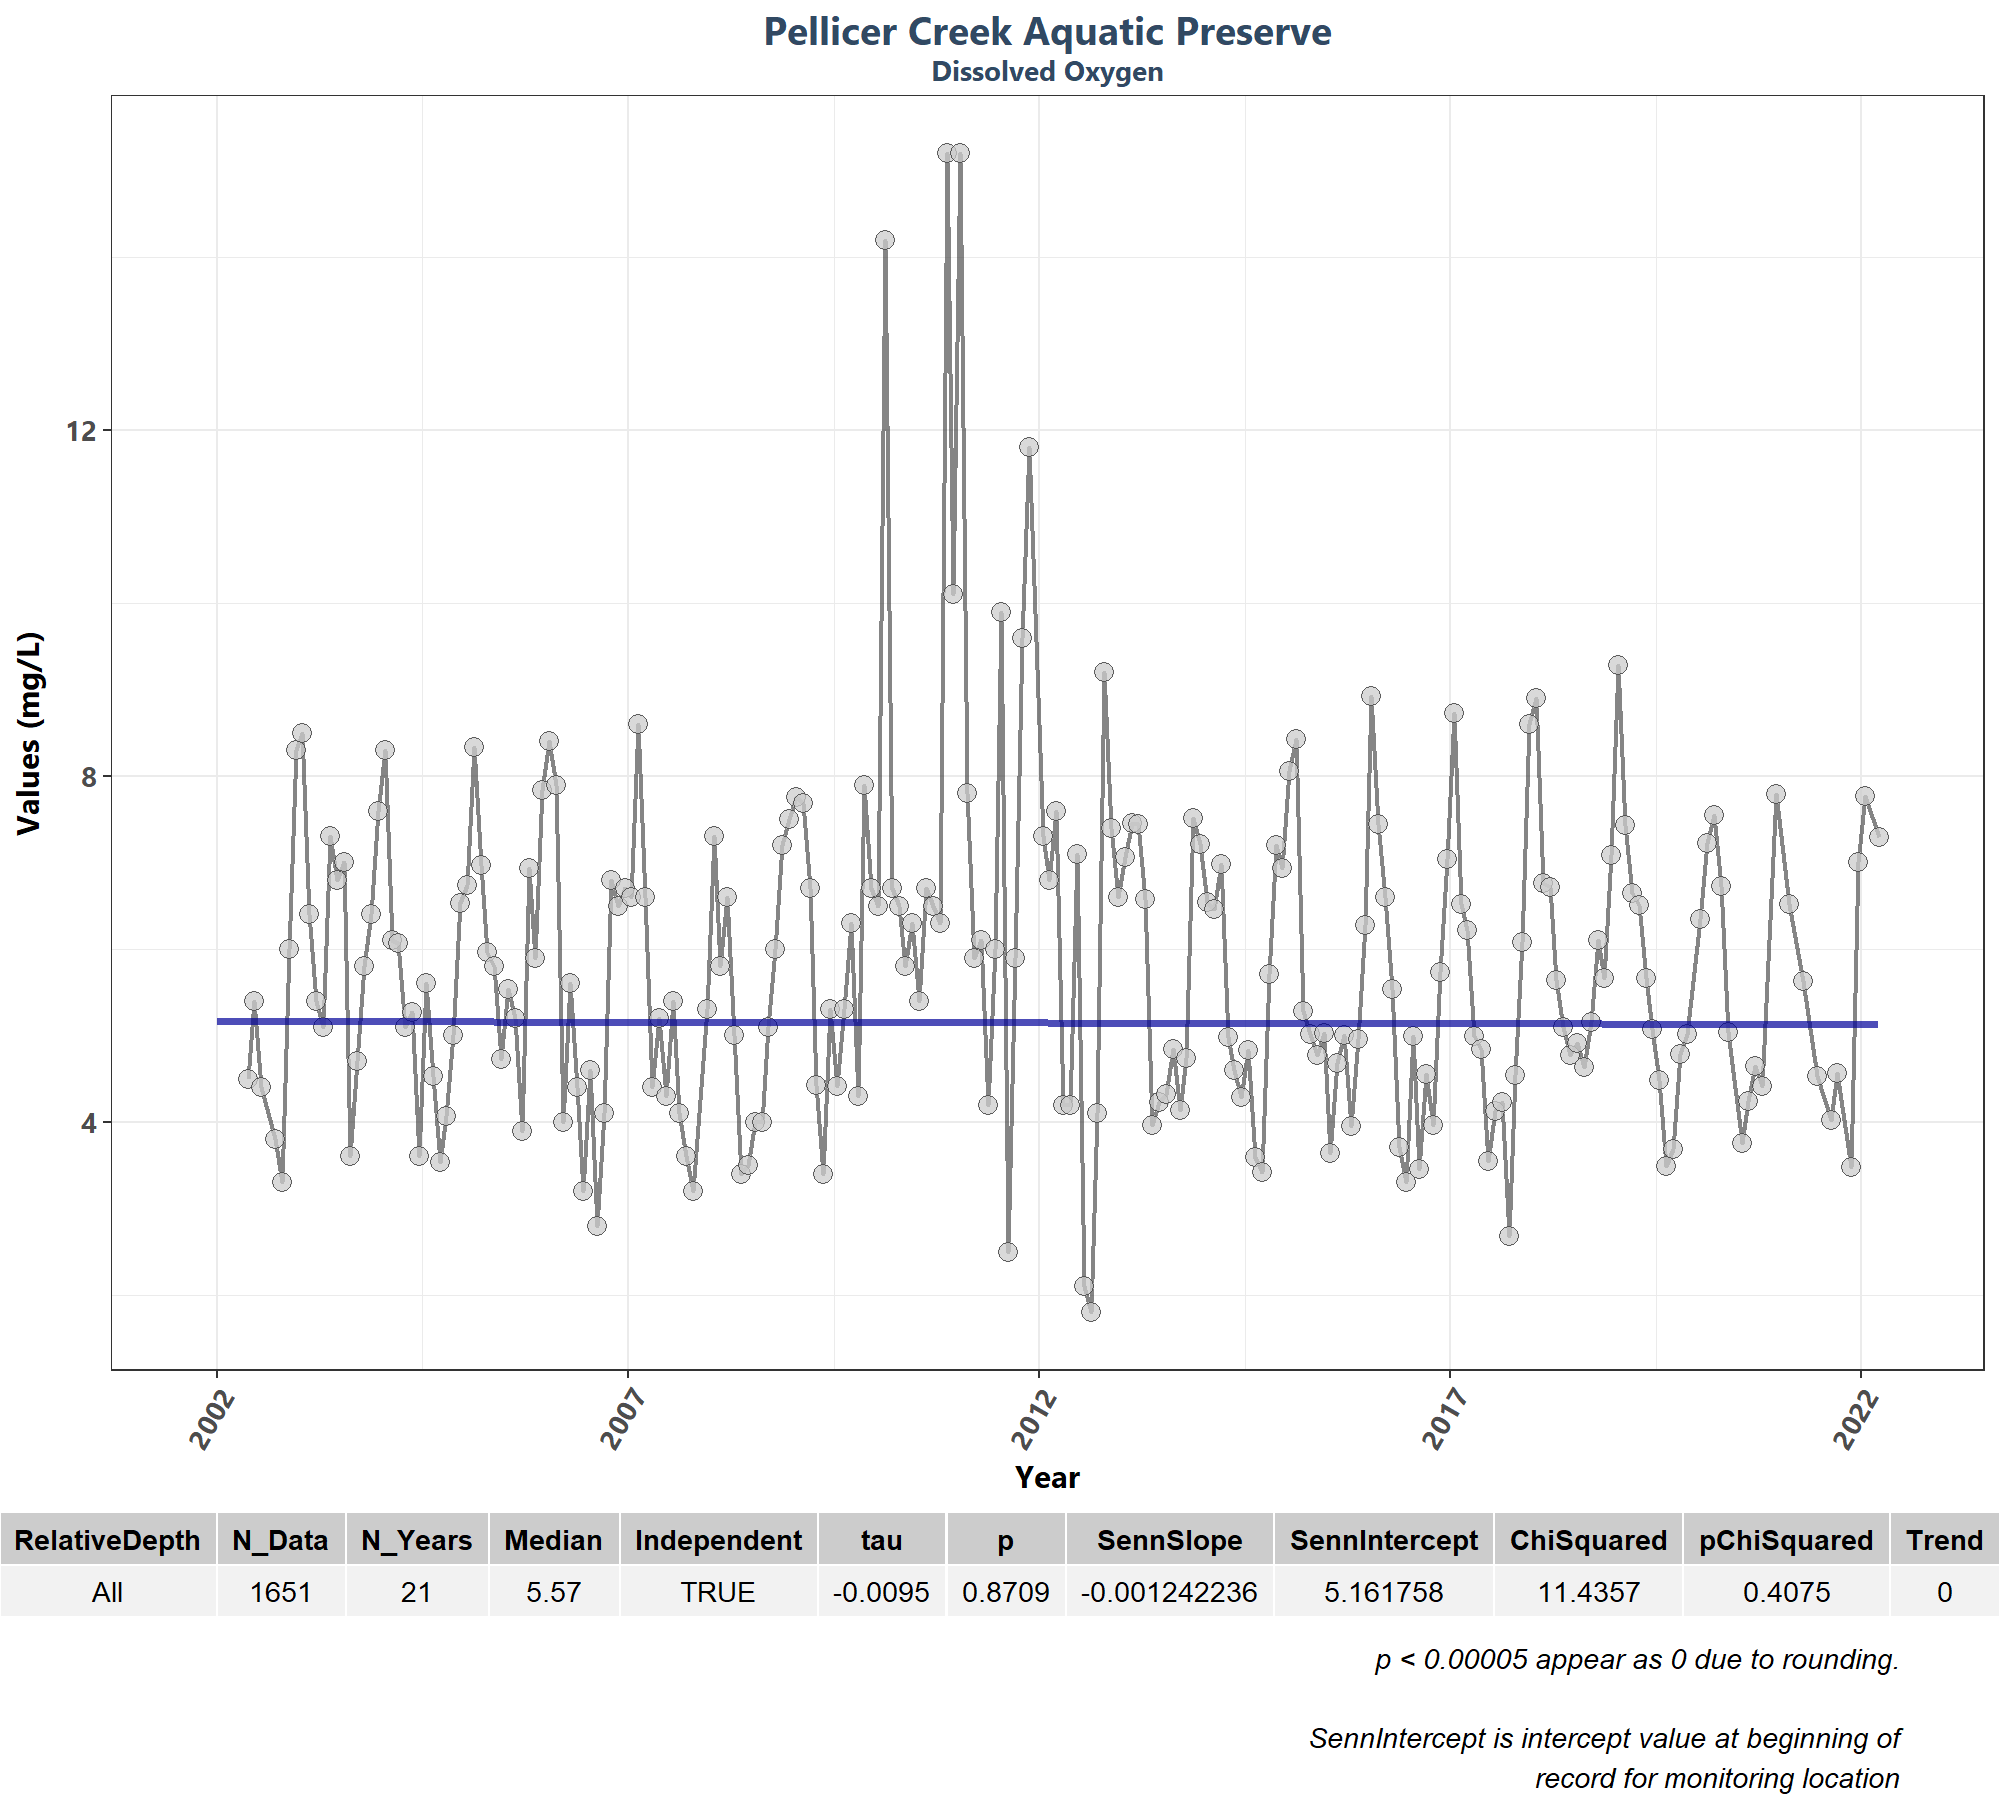 Pellicer Creek Aquatic Preserve
Dissolved Oxygen
Values (mg/L)
12
8
4
2002 2007 2012 2017 2022
Year
RelativeDepth N_Data N_Years Median Independent tau p SennSlope SennIntercept ChiSquared pChiSquared Trend
All 1651 21 5.57 TRUE -0.0095 0.8709 -0.001242236 5.161758 11.4357 0.4075 0
p < 0.00005 appear as 0 due to rounding.
SennIntercept is intercept value at beginning of
record for monitoring location